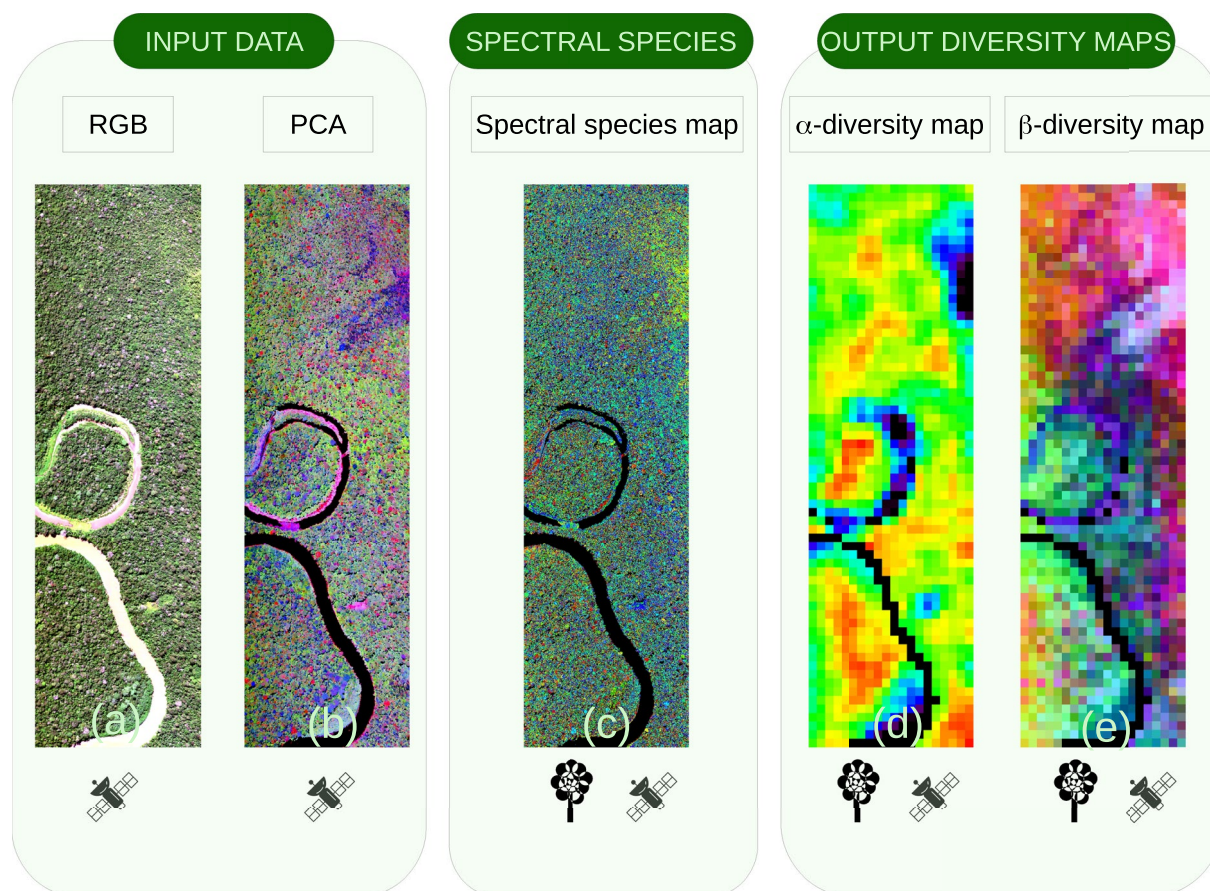 INPUT DATA
SPECTRAL SPECIES
OUTPUT DIVERSITY MAPS
RGB
PCA
Spectral species map
α-diversity map
β-diversity map
(a)
(b)
(c)
(d)
(e)